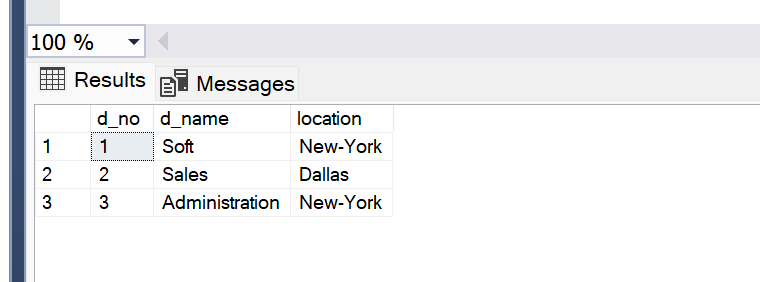 100 %
Results Messages
d_no d_name location
1 1 Soft New-York
2 2 Sales Dallas
3 3 Administration New-York